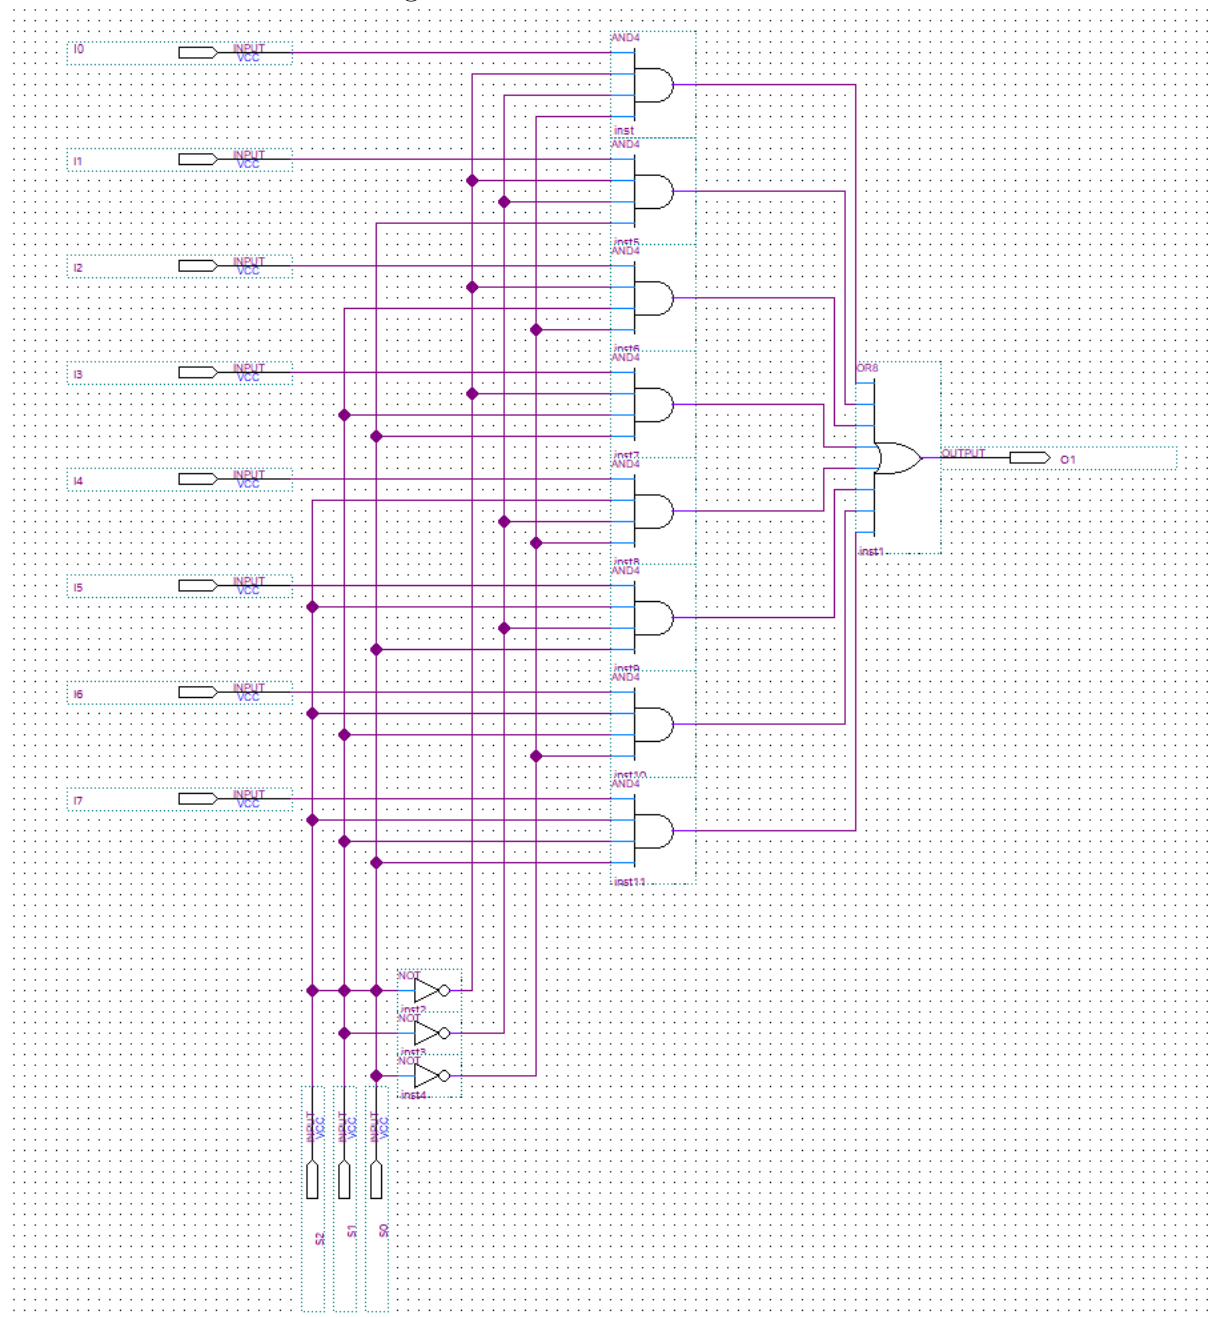 AND4
I0 INPUT
VCC
inst
AND4
I1 INPUT
VCC
inst5
AND4
I2 INPUT
VCC
inst6
AND4
I3 INPUT
VCC
OR8
inst7
AND4
OUTPUT O1
I4 INPUT
VCC
inst1
inst8
AND4
I5 INPUT
VCC
inst9
AND4
I6 INPUT
VCC
inst10
AND4
I7 INPUT
VCC
inst11
NOT
inst2
NOT
inst3
NOT
inst4
INPUT
VCC
INPUT
VCC
INPUT
VCC
S2
S1
S0